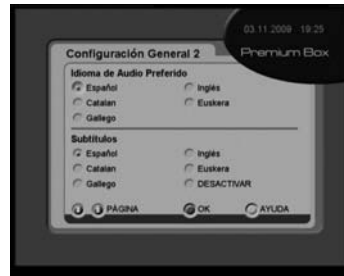 03.11.2009 19:25
Premium Box
Configuración General 2
Idioma de Audio Preferido
Español Inglés
Catalan Euskera
Gallego
Subtítulos
Español Inglés
Catalan Euskera
Gallego DESACTIVAR
PÁGINA OK AYUDA